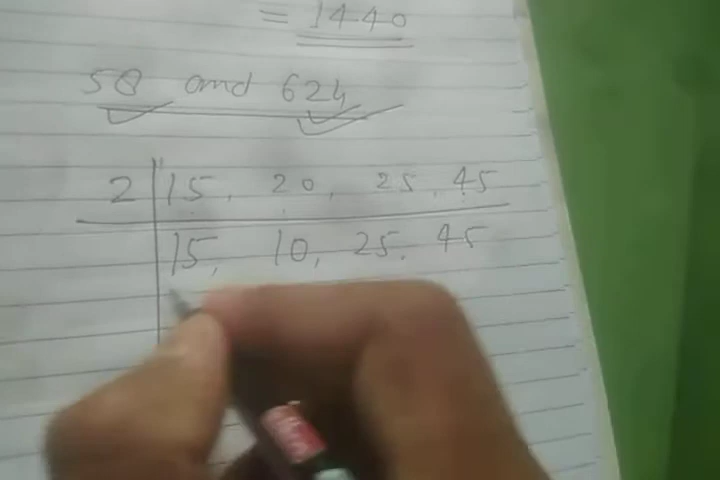 = 1440
58 and 624
2 15, 20, 25, 45
15, 10, 25, 45